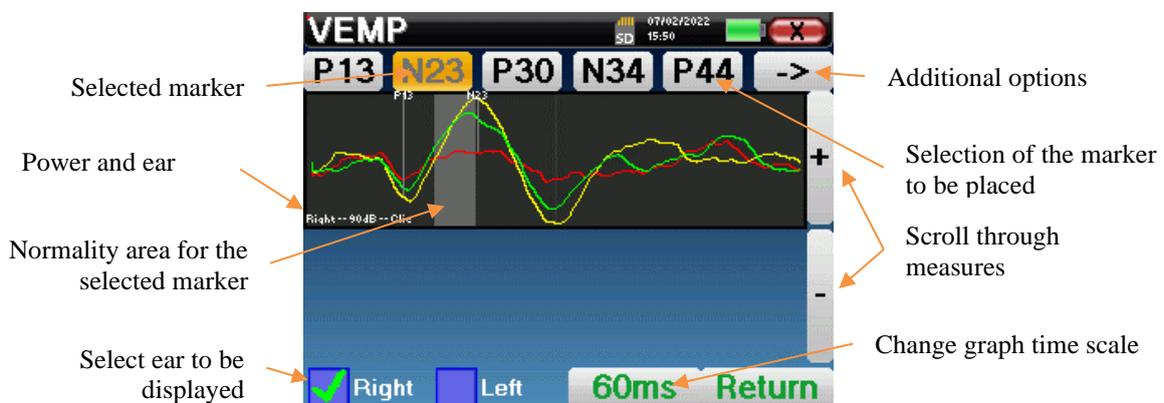 VEMP
SD
07/02/2022
15:50
X
P13 N23 P30 N34 P44 ->
Selected marker
Additional options
P13 N23
Power and ear
+
Selection of the marker
to be placed
Right -- 90dB -- Clic
Normality area for the
selected marker
Scroll through
measures
-
Change graph time scale
Select ear to be
displayed
Right Left 60ms Return